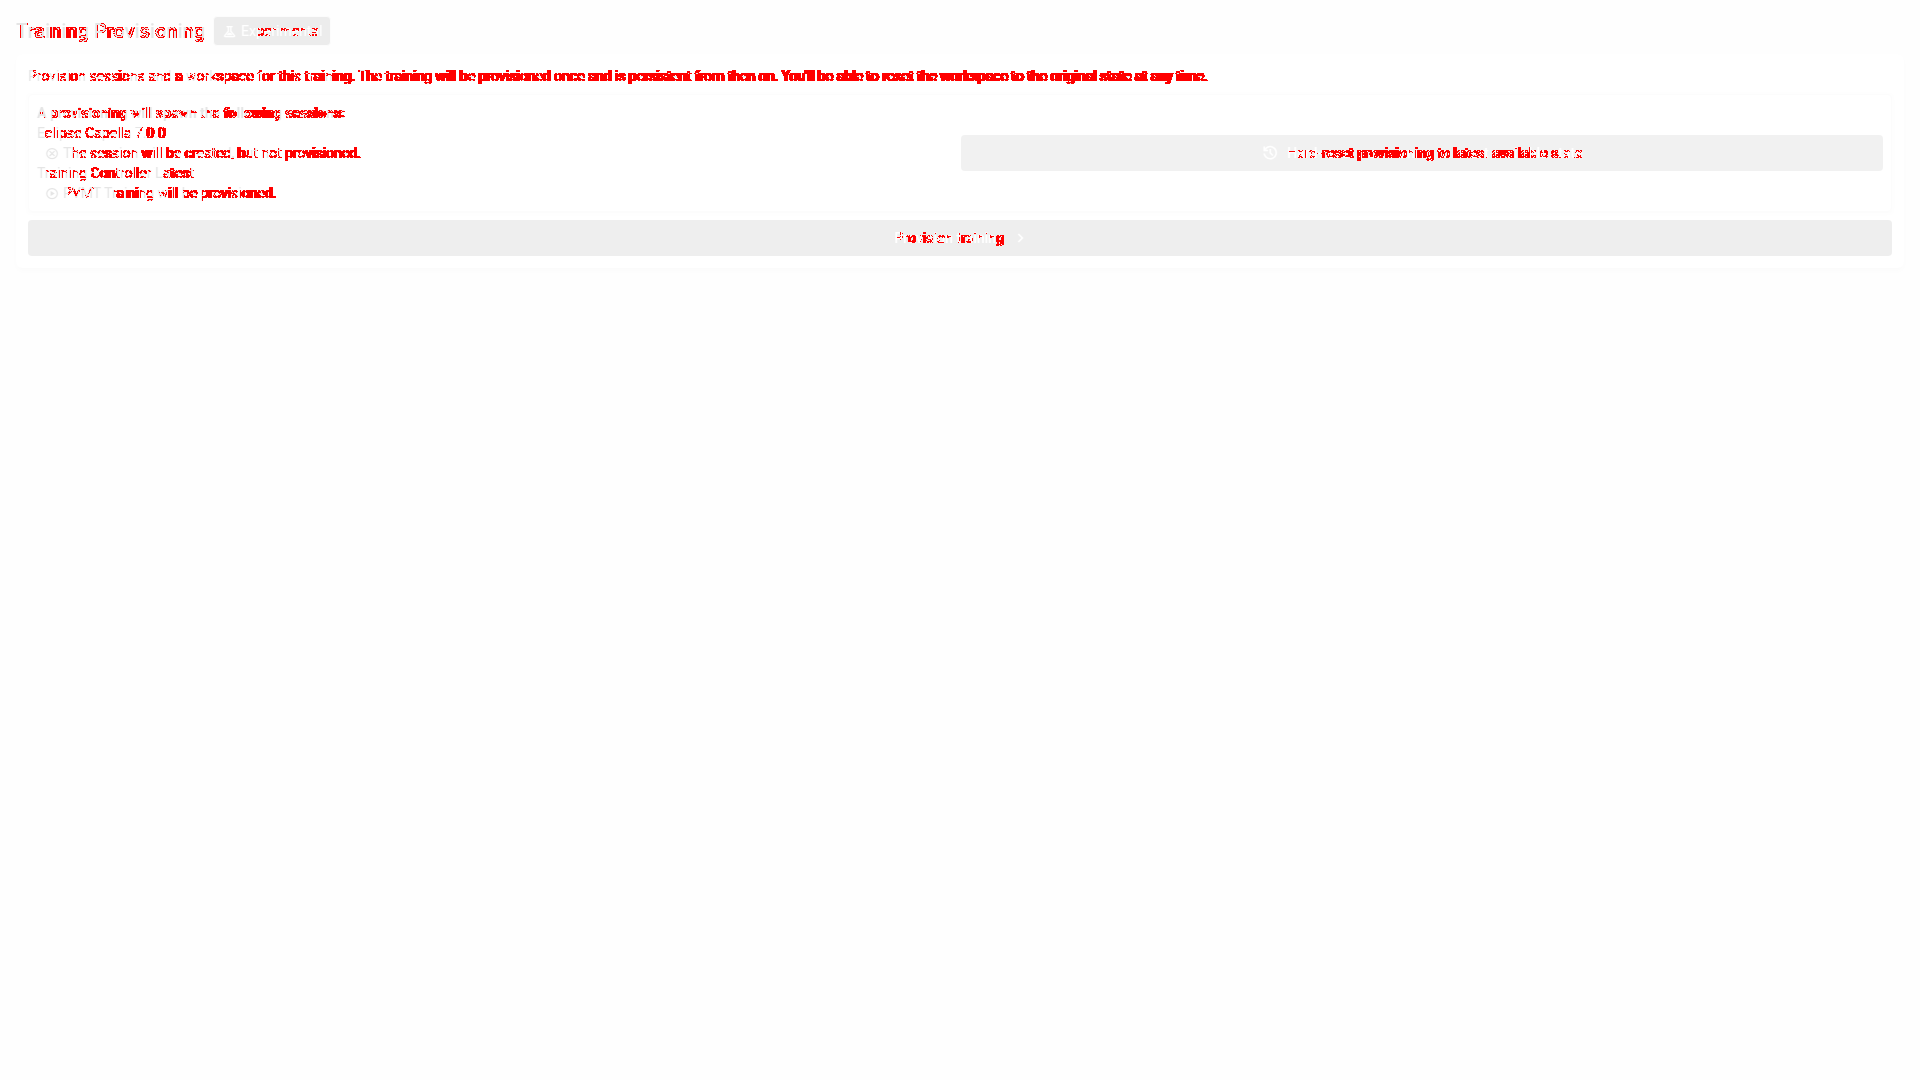 Training Provisioning Experimental
Provision sessions and a workspace for this training. The training will be provisioned once and is persistent from then on. You'll be able to reset the workspace to the original state at any time.
A provisioning will spawn the following sessions:
Eclipse Capella 7.0.0
The session will be created, but not provisioned.
Hard-reset provisioning to latest available state
Training Controller Latest
PVMT Training will be provisioned.
Provision training